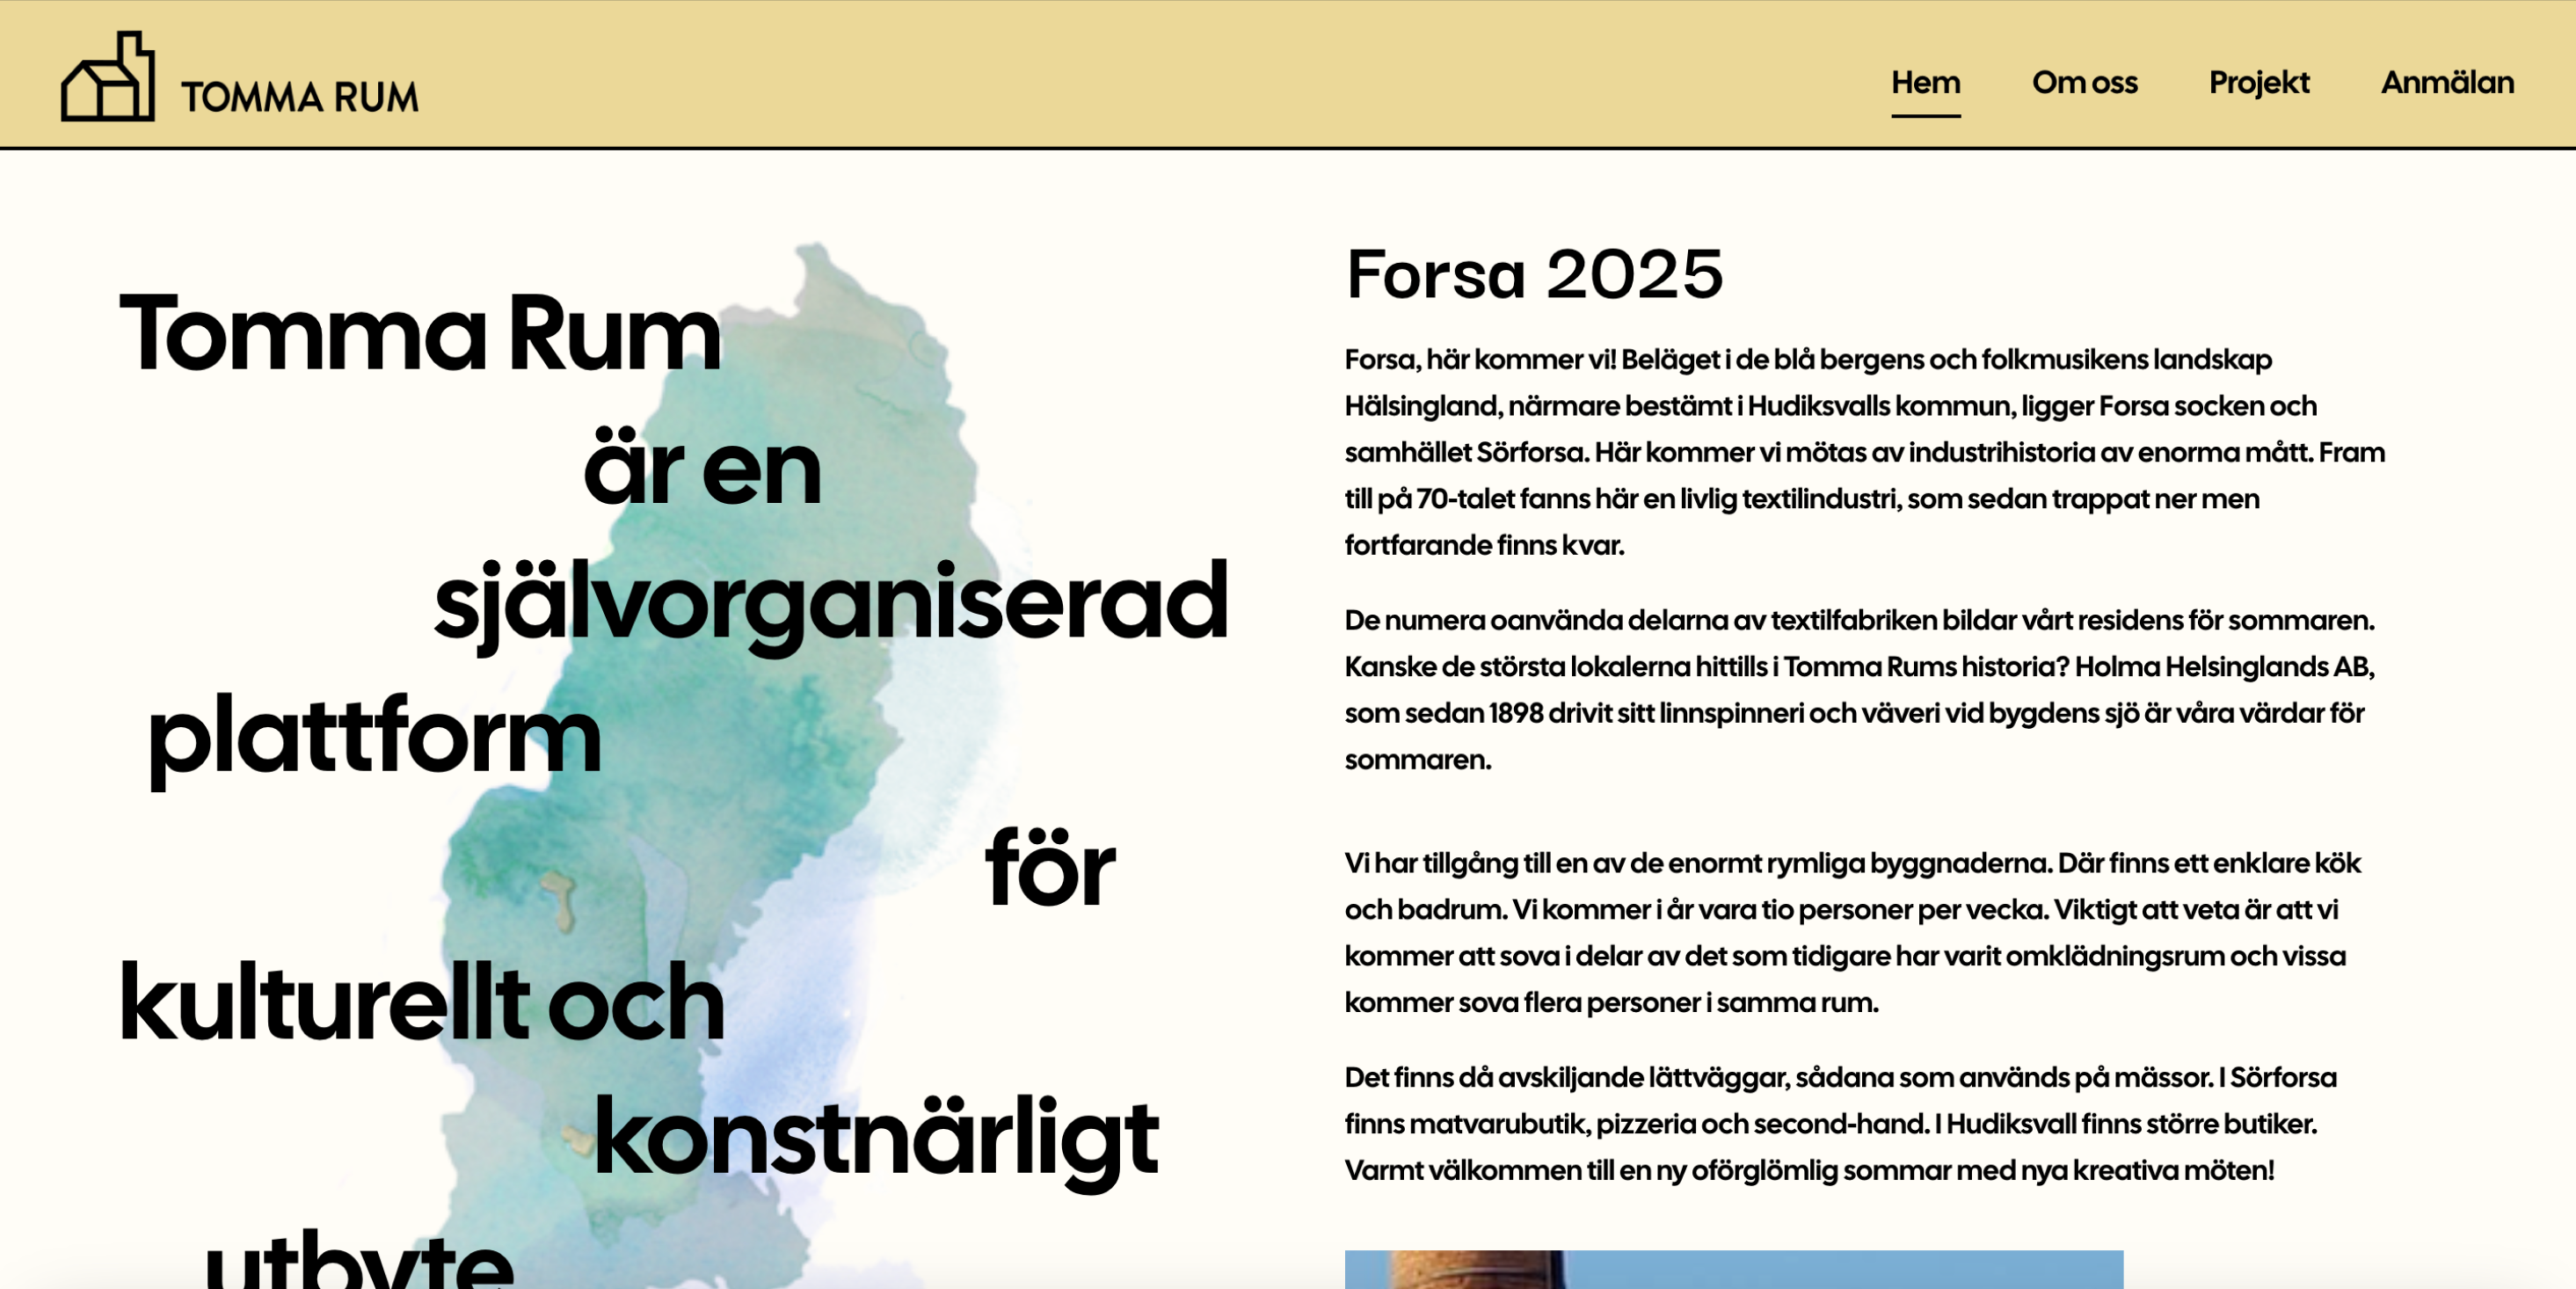 TOMMA RUM
Hem
Om oss
Projekt
Anmälan
Tomma Rum
är en
självorganiserad
plattform
för
kulturellt och
konstnärligt
utbyte
Forsa 2025
Forsa, här kommer vi! Beläget i de blå bergens och folkmusikens landskap
Hälsingland, närmare bestämt i Hudiksvalls kommun, ligger Forsa socken och
samhället Sörforsa. Här kommer vi mötas av industrihistoria av enorma mått. Fram
till på 70-talet fanns här en livlig textilindustri, som sedan trappat ner men
fortfarande finns kvar.
De numera oanvända delarna av textilfabriken bildar vårt residens för sommaren.
Kanske de största lokalerna hittills i Tomma Rums historia? Holma Helsinglands AB,
som sedan 1898 drivit sitt linnspinneri och väveri vid bygdens sjö är våra värdar för
sommaren.
Vi har tillgång till en av de enormt rymliga byggnaderna. Där finns ett enklare kök
och badrum. Vi kommer i år vara tio personer per vecka. Viktigt att veta är att vi
kommer att sova i delar av det som tidigare har varit omklädningsrum och vissa
kommer sova flera personer i samma rum.
Det finns då avskiljande lättväggar, sådana som används på mässor. I Sörforsa
finns matvarubutik, pizzeria och second-hand. I Hudiksvall finns större butiker.
Varmt välkommen till en ny oförglömlig sommar med nya kreativa möten!